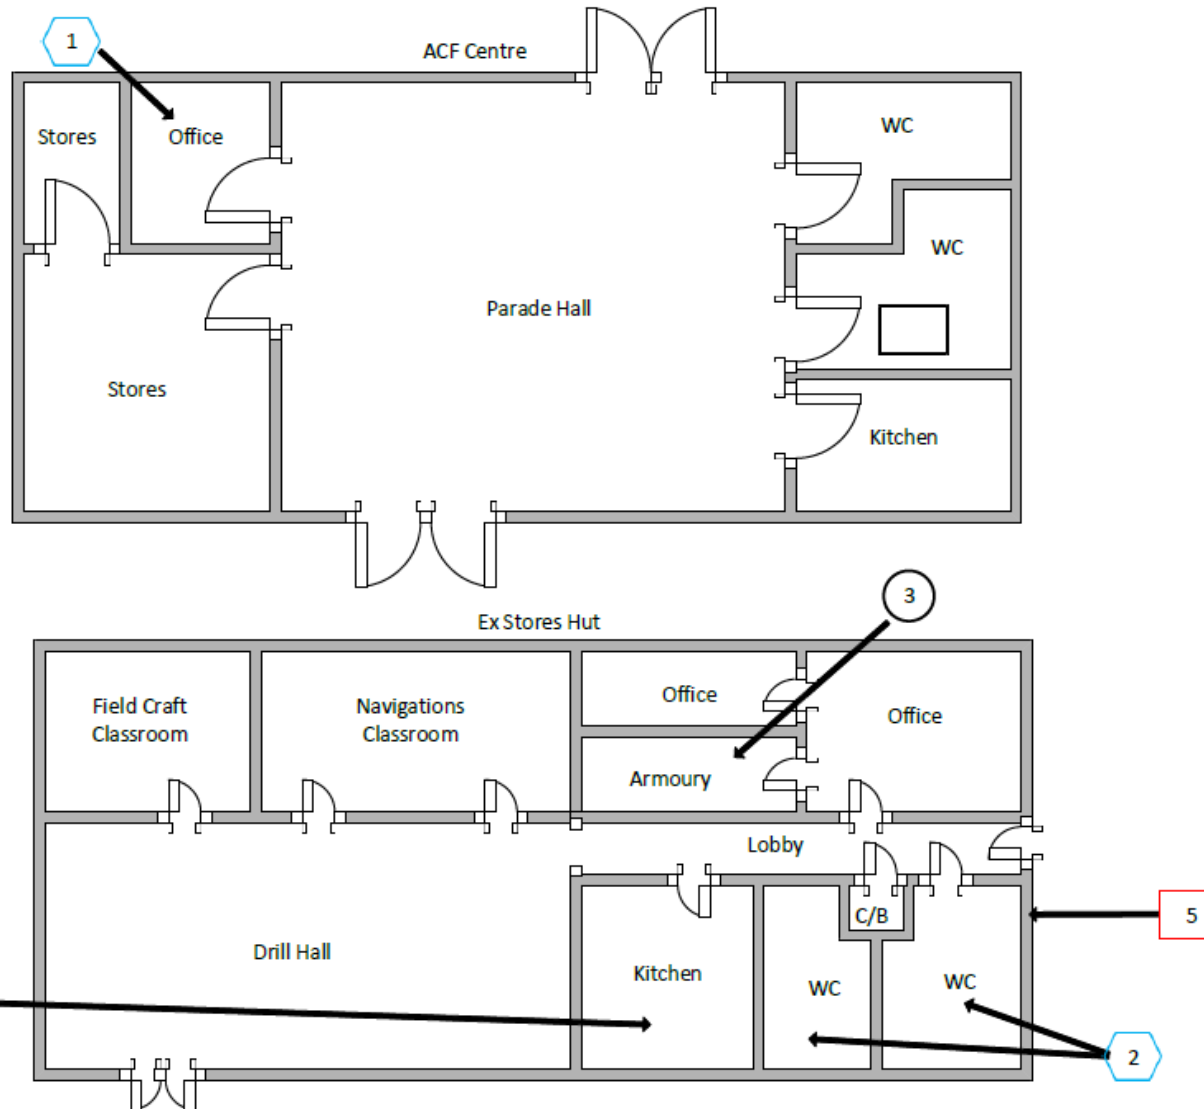 1
ACF Centre
Stores
Office
WC
WC
Parade Hall
Stores
Kitchen
3
Ex Stores Hut
Field Craft
Classroom
Navigations
Classroom
Office
Office
Armoury
Lobby
C/B
5
Drill Hall
Kitchen
WC
WC
2